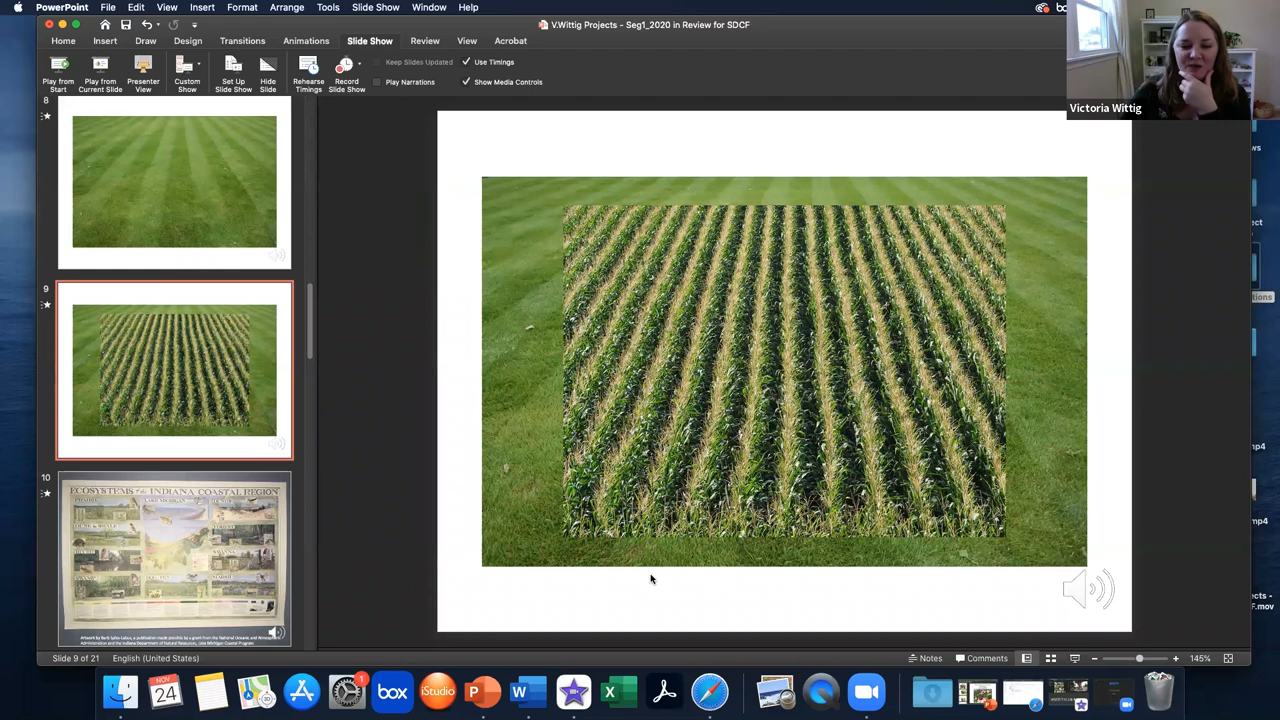 PowerPoint File Edit View Insert Format Arrange Tools Slide Show Window Help
V.Wittig Projects - Seg1_2020 in Review for SDCF
Home Insert Draw Design Transitions Animations Slide Show Review View Acrobat
Play from Start
Play from Current Slide
Presenter View
Custom Show
Set Up Slide Show
Hide Slide
Rehearse Timings
Record Slide Show
Keep Slides Updated
Play Narrations
Use Timings
Show Media Controls
Victoria Wittig
8
9
10
ECOSYSTEMS of the INDIANA COASTAL REGION
Slide 9 of 21 English (United States)
Notes Comments 145%
NOV
24
box
iStudio
P
W
X
1